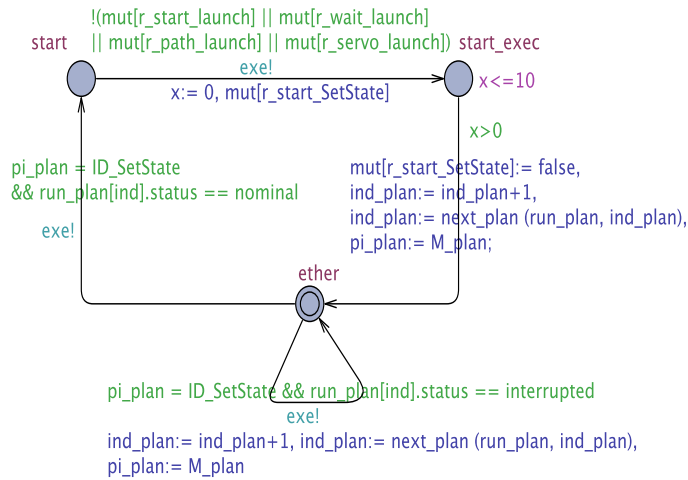 !(mut[r_start_launch] || mut[r_wait_launch]
start
|| mut[r_path_launch] || mut[r_servo_launch])
start_exec
exe!
x:= 0, mut[r_start_SetState]
x<=10
x>0
pi_plan = ID_SetState
&& run_plan[ind].status == nominal
exe!
mut[r_start_SetState]:= false,
ind_plan:= ind_plan+1,
ind_plan:= next_plan (run_plan, ind_plan),
pi_plan:= M_plan;
ether
pi_plan = ID_SetState && run_plan[ind].status == interrupted
exe!
ind_plan:= ind_plan+1, ind_plan:= next_plan (run_plan, ind_plan),
pi_plan:= M_plan